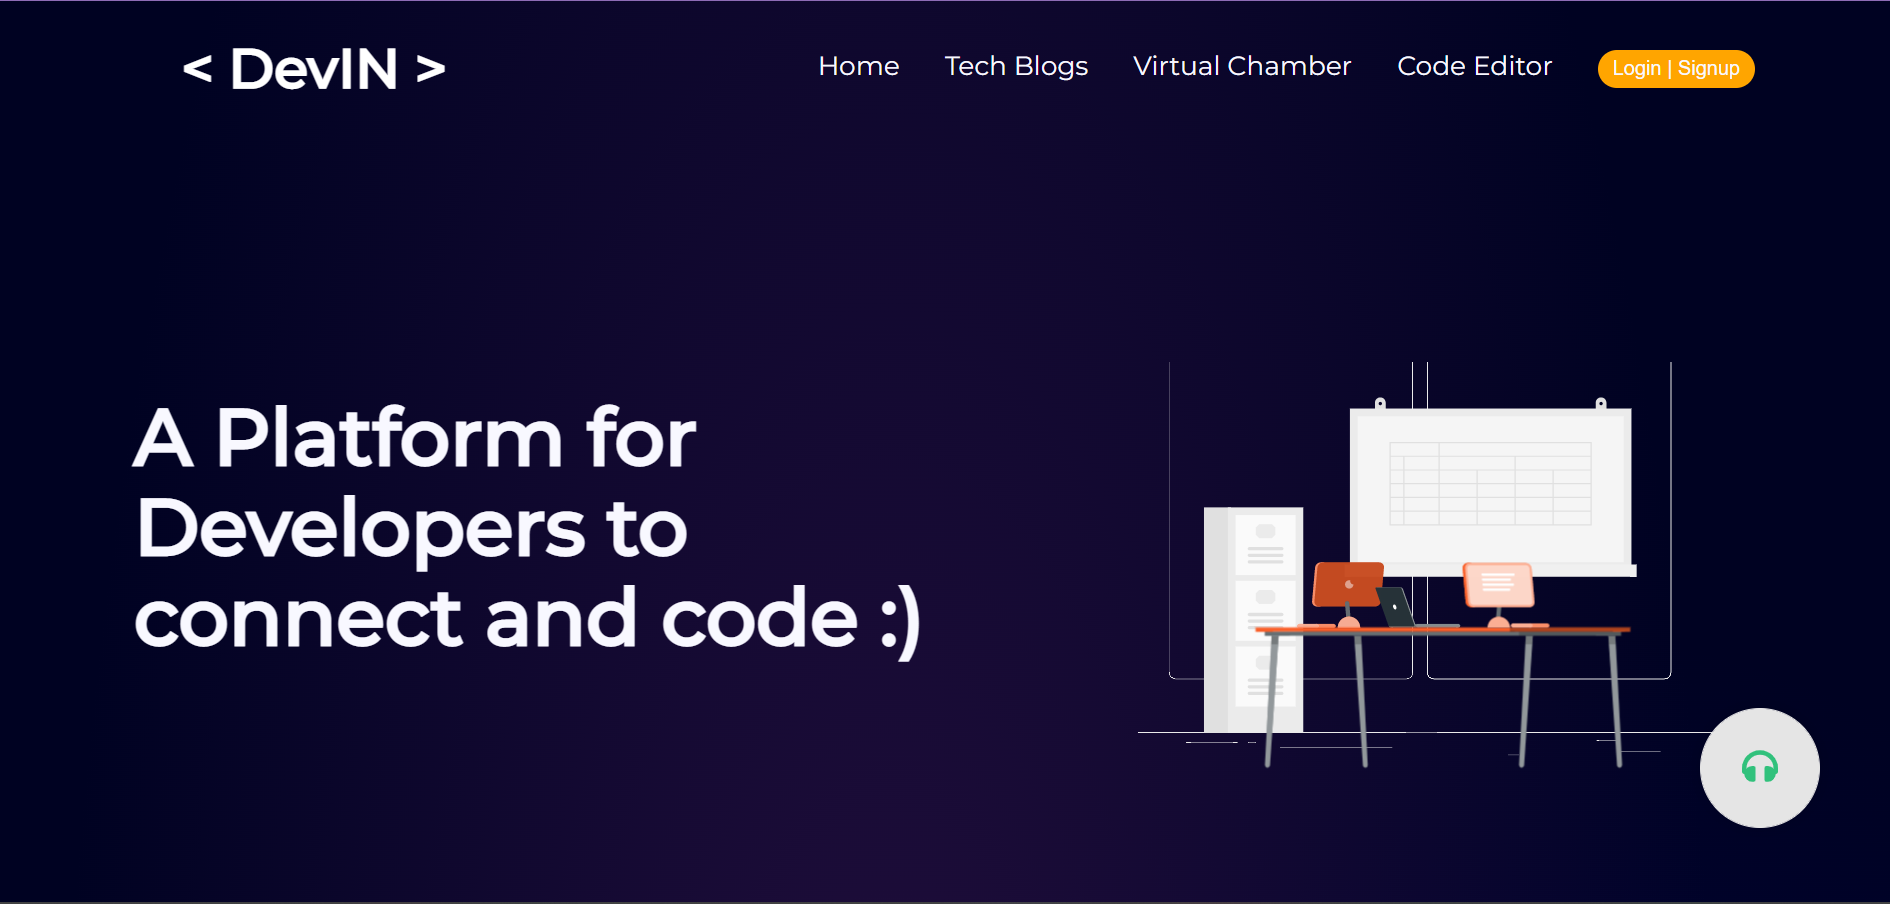 < DevIN >
Home
Tech Blogs
Virtual Chamber
Code Editor
Login | Signup
A Platform for
Developers to
connect and code :)